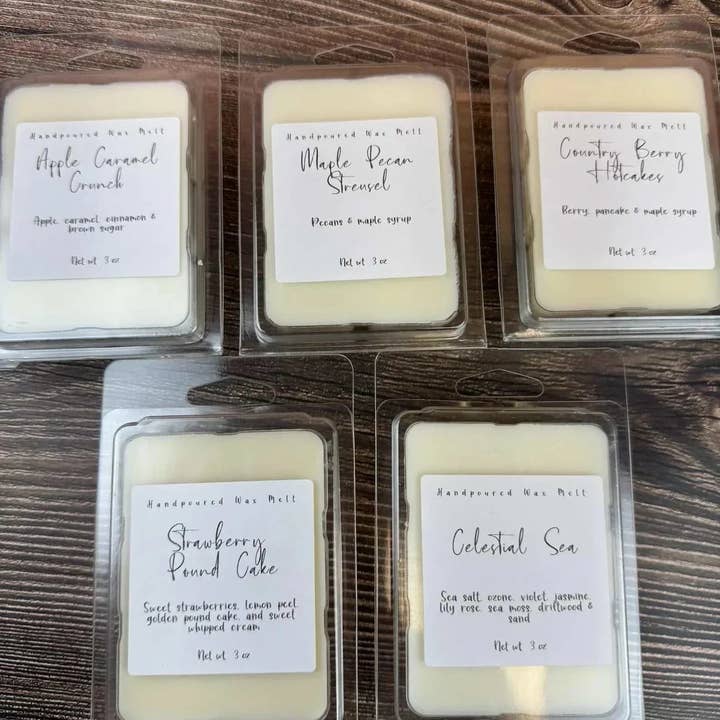 Handpoured Wax Melt
Apple Caramel
Crunch
Apple, caramel, cinnamon &
brown sugar
Net wt 3 oz
Handpoured Wax Melt
Maple Pecan
Streusel
Pecans & maple syrup
Net wt 3 oz
Handpoured Wax Melt
Country Berry
Hotcakes
Berry, pancake & maple syrup
Net wt 3 oz
Handpoured Wax Melt
Strawberry
Pound Cake
Sweet strawberries, lemon peel,
golden pound cake, and sweet
whipped cream
Net wt 3 oz
Handpoured Wax Melt
Celestial Sea
Sea salt, ozone, violet, jasmine,
lily, rose, sea moss, driftwood &
sand
Net wt 3 oz